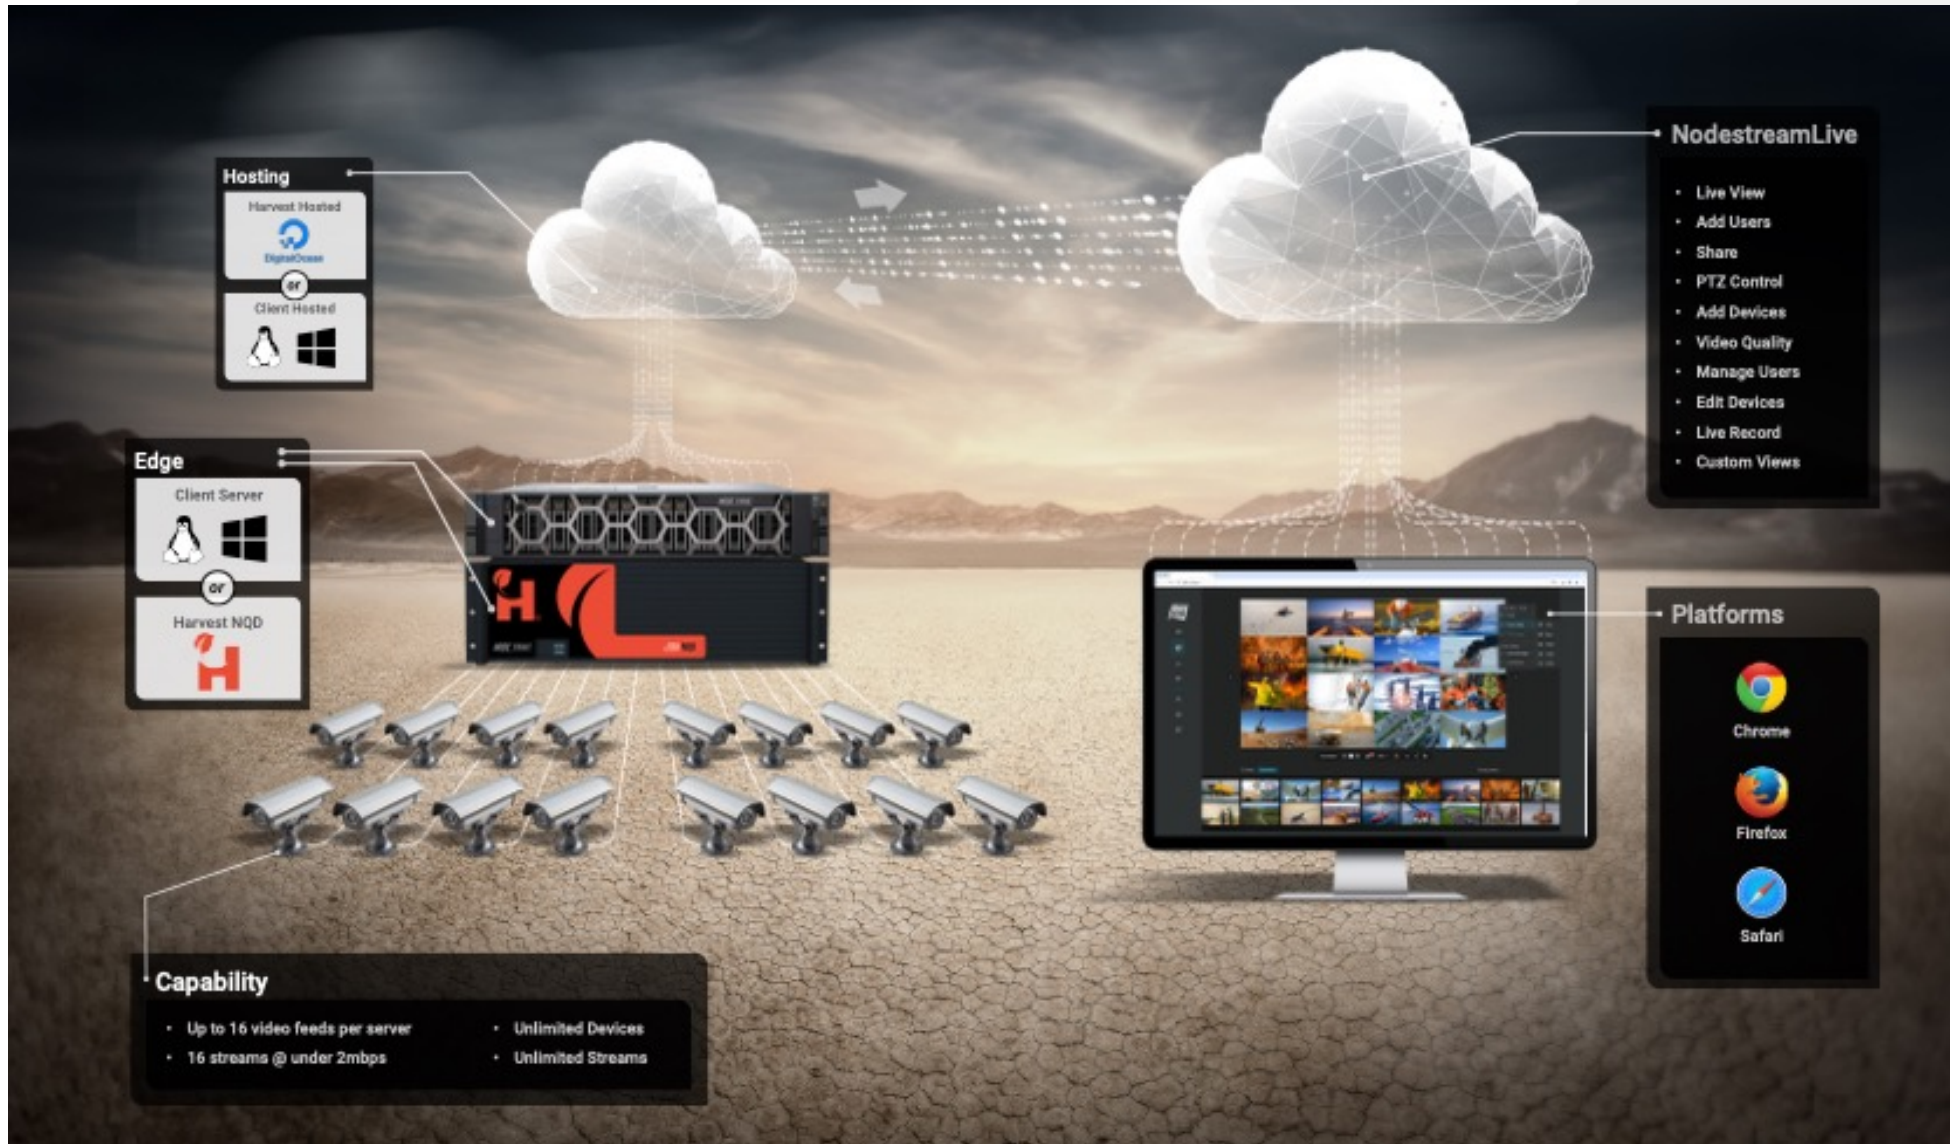 Hosting
Harvest Hosted
DigitalOcean
or
Client Hosted
NodestreamLive
• Live View
• Add Users
• Share
• PTZ Control
• Add Devices
• Video Quality
• Manage Users
• Edit Devices
• Live Record
• Custom Views
Edge
Client Server
or
Harvest NQD
H
Platforms
Chrome
Firefox
Safari
Capability
• Up to 16 video feeds per server
• 16 streams @ under 2mbps
• Unlimited Devices
• Unlimited Streams